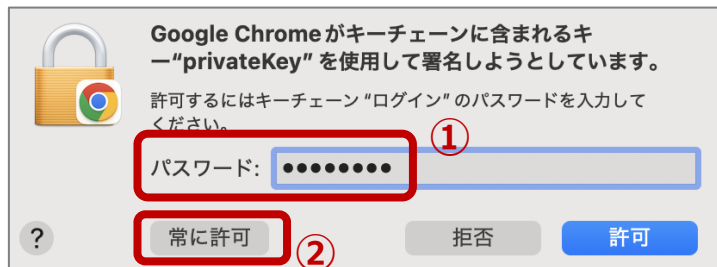 Google Chromeがキーチェーンに含まれるキ
ー“privateKey” を使用して署名しようとしています。
許可するにはキーチェーン “ログイン” のパスワードを入力して
ください。
①
パスワード: ●●●●●●●●
? 常に許可 ② 拒否 許可